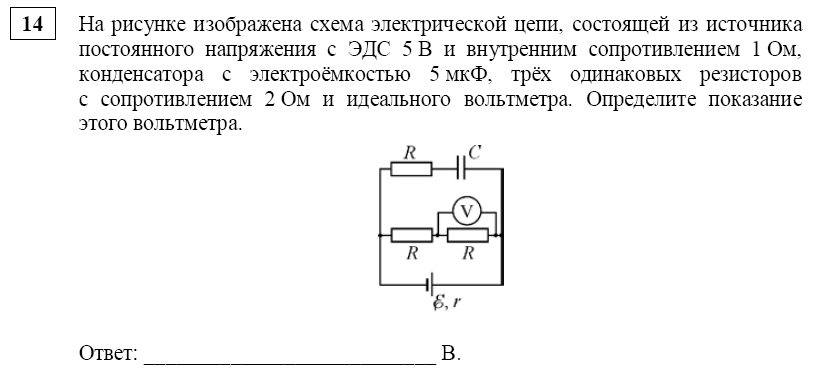 14
На рисунке изображена схема электрической цепи, состоящей из источника
постоянного напряжения с ЭДС 5 В и внутренним сопротивлением 1 Ом,
конденсатора с электроёмкостью 5 мкФ, трёх одинаковых резисторов
с сопротивлением 2 Ом и идеального вольтметра. Определите показание
этого вольтметра.
R C
V
R R
ℰ, r
Ответ: ___________________________ В.